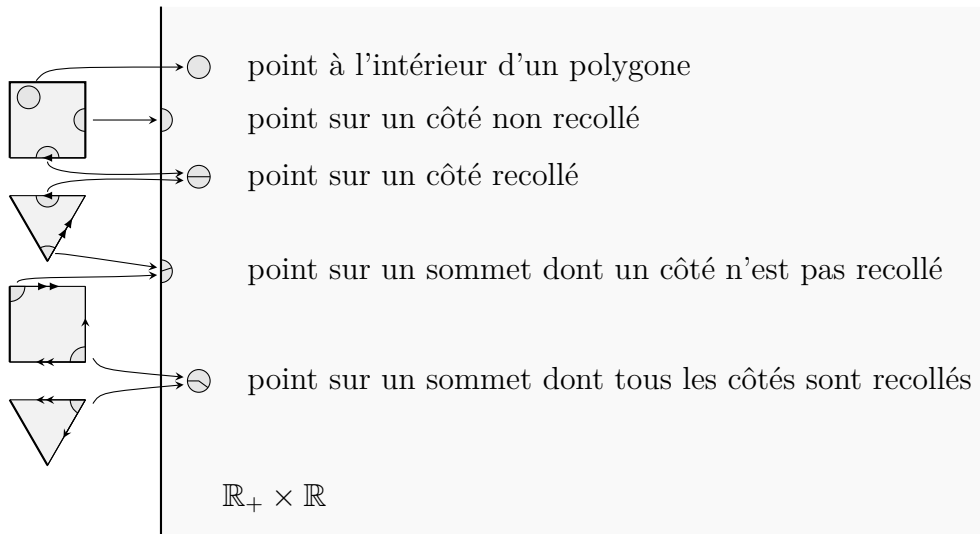 point à l'intérieur d'un polygone
point sur un côté non recollé
point sur un côté recollé
point sur un sommet dont un côté n'est pas recollé
point sur un sommet dont tous les côtés sont recollés
ℝ₊ × ℝ